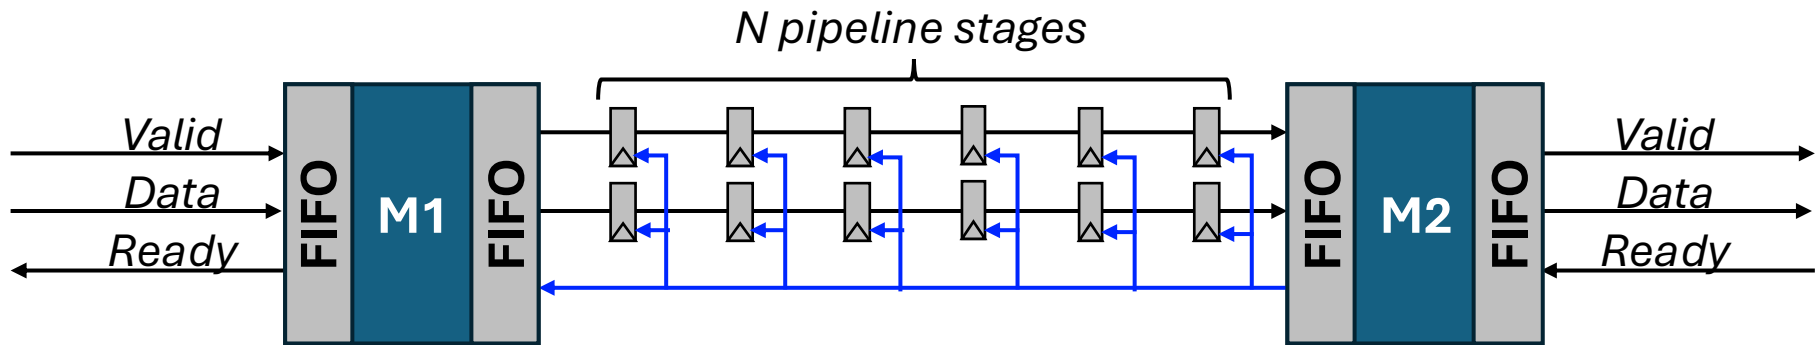 N pipeline stages
Valid
Data
Ready
FIFO
M1
FIFO
FIFO
M2
FIFO
Valid
Data
Ready